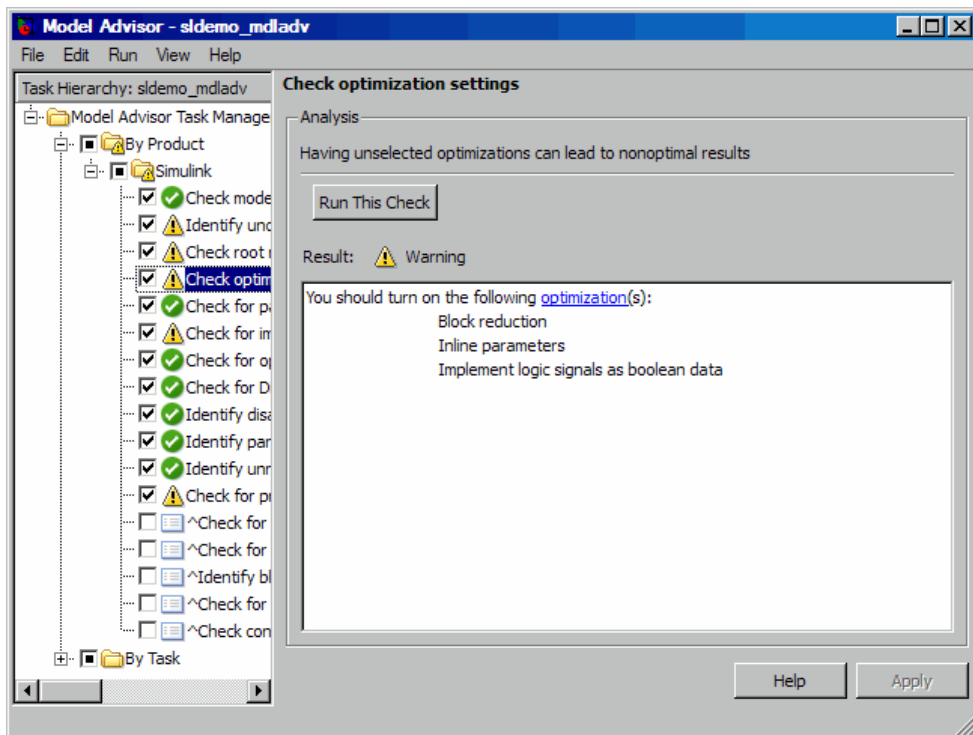 Model Advisor - sldemo_mdladv
File Edit Run View Help
Task Hierarchy: sldemo_mdladv
Model Advisor Task Manage
By Product
Simulink
Check mode
Identify unc
Check root
Check optim
Check for pa
Check for im
Check for op
Check for D
Identify disa
Identify par
Identify unr
Check for pr
^Check for
^Check for
^Identify bl
^Check for
^Check con
By Task
Check optimization settings
Analysis
Having unselected optimizations can lead to nonoptimal results
Run This Check
Result: Warning
You should turn on the following optimization(s):
Block reduction
Inline parameters
Implement logic signals as boolean data
Help Apply